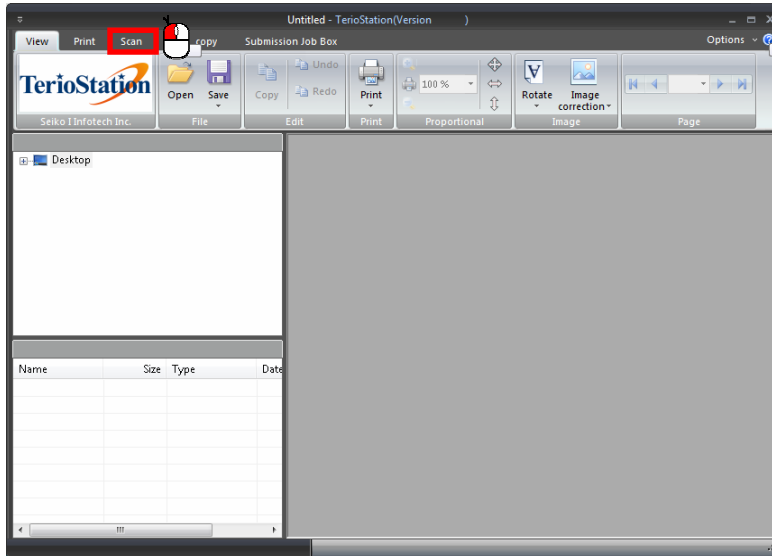 Untitled - TerioStation(Version )
View Print Scan copy Submission Job Box Options
TerioStation
Open Save Copy Undo Redo Print 100 % Rotate Image correction
Seiko I Infotech Inc. File Edit Print Proportional Image Page
Desktop
Name Size Type Date